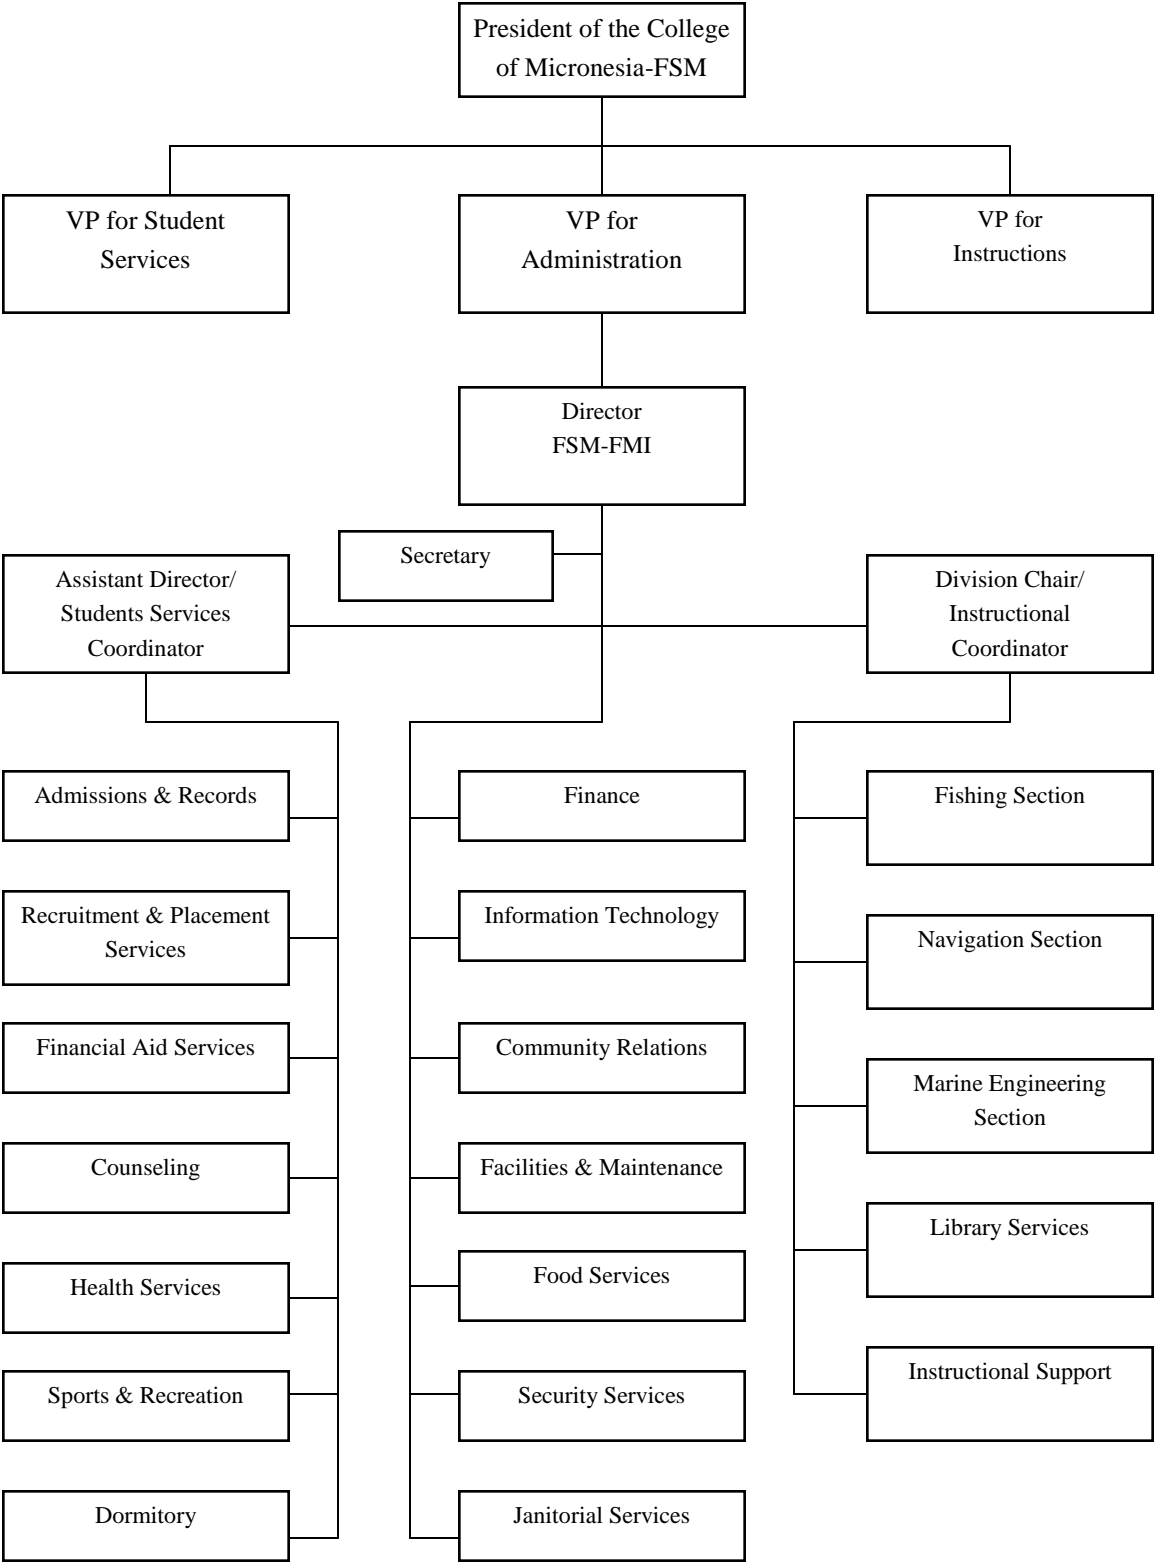 President of the College
of Micronesia-FSM
VP for Student
Services
VP for
Administration
VP for
Instructions
Director
FSM-FMI
Secretary
Assistant Director/
Students Services
Coordinator
Division Chair/
Instructional
Coordinator
Admissions & Records
Finance
Fishing Section
Recruitment & Placement
Services
Information Technology
Navigation Section
Financial Aid Services
Community Relations
Marine Engineering
Section
Counseling
Facilities & Maintenance
Library Services
Health Services
Food Services
Instructional Support
Sports & Recreation
Security Services
Dormitory
Janitorial Services